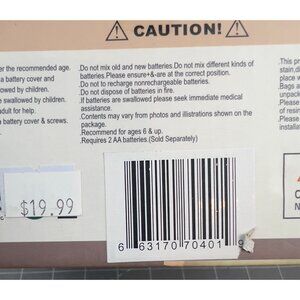 CAUTION!
r the recommended age.
a battery cover and
llowed by children.
e swallowed by children.
adult for help.
e battery cover & screws.
.Do not mix old and new batteries.Do not mix different kinds of
batteries.Please ensure+&-are at the correct position.
.Do not to recharge nonrechargeable batteries.
.Do not dispose of batteries in fire.
.If batteries are swallowed please seek immediate medical
assistance.
.Contents may vary from photos and illustrations shown on the
package.
.Recommend for ages 6 & up.
.Requires 2 AA batteries.(Sold Separately)
.This pr
stain,di
place w
.Bags a
unpack
.Please
of resin
.Please
$19.99
6 63170 70401 9
C
N